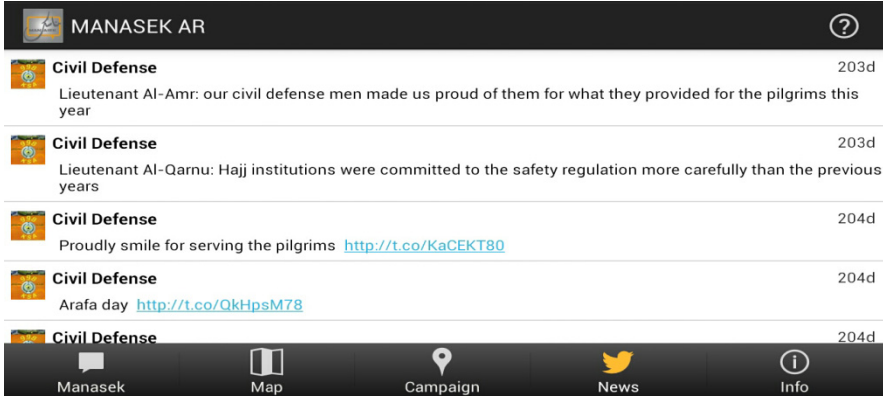 MANASEK AR
Civil Defense 203d
Lieutenant Al-Amr: our civil defense men made us proud of them for what they provided for the pilgrims this
year
Civil Defense 203d
Lieutenant Al-Qarnu: Hajj institutions were committed to the safety regulation more carefully than the previous
years
Civil Defense 204d
Proudly smile for serving the pilgrims http://t.co/KaCEKT80
Civil Defense 204d
Arafa day http://t.co/QkHpsM78
Civil Defense 204d
Manasek Map Campaign News Info